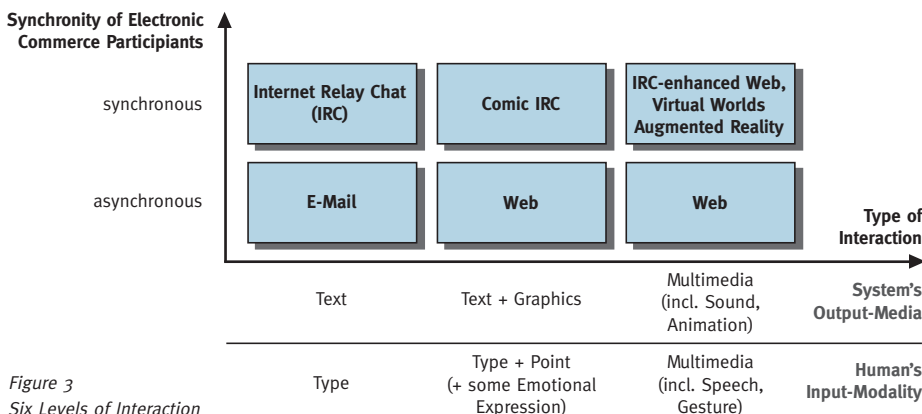 Synchronity of Electronic
Commerce Participiants
synchronous
Internet Relay Chat
(IRC)
Comic IRC
IRC-enhanced Web,
Virtual Worlds
Augmented Reality
asynchronous
E-Mail
Web
Web
Type of
Interaction
Text
Text + Graphics
Multimedia
(incl. Sound,
Animation)
System's
Output-Media
Type
Type + Point
(+ some Emotional
Expression)
Multimedia
(incl. Speech,
Gesture)
Human's
Input-Modality
Figure 3
Six Levels of Interaction